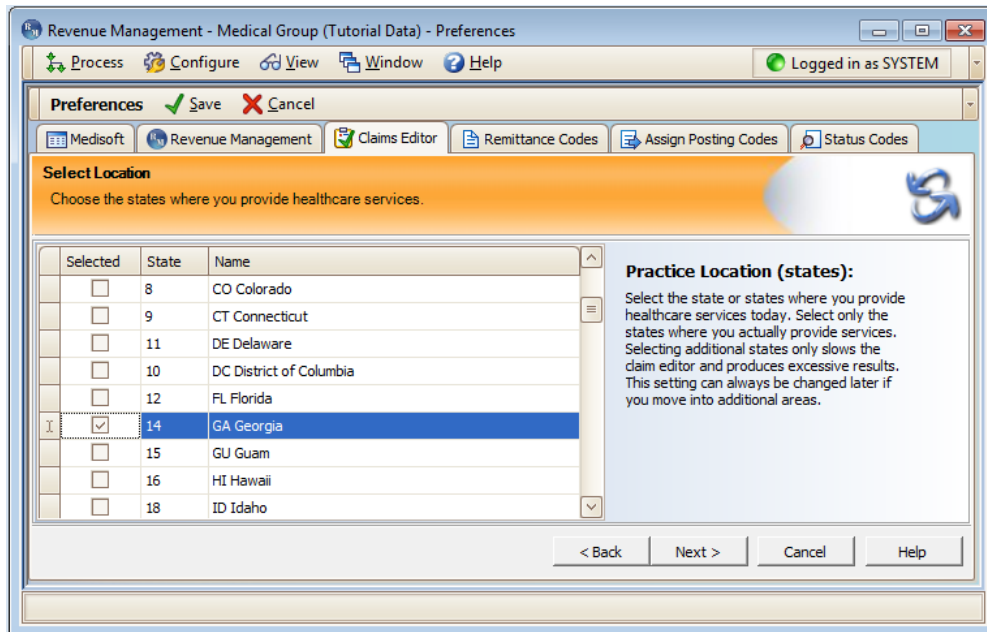 Revenue Management - Medical Group (Tutorial Data) - Preferences
Process Configure View Window Help Logged in as SYSTEM
Preferences Save Cancel
Medisoft Revenue Management Claims Editor Remittance Codes Assign Posting Codes Status Codes
Select Location
Choose the states where you provide healthcare services.
Selected State Name
8 CO Colorado
9 CT Connecticut
11 DE Delaware
10 DC District of Columbia
12 FL Florida
14 GA Georgia
15 GU Guam
16 HI Hawaii
18 ID Idaho
Practice Location (states):
Select the state or states where you provide
healthcare services today. Select only the
states where you actually provide services.
Selecting additional states only slows the
claim editor and produces excessive results.
This setting can always be changed later if
you move into additional areas.
< Back Next > Cancel Help